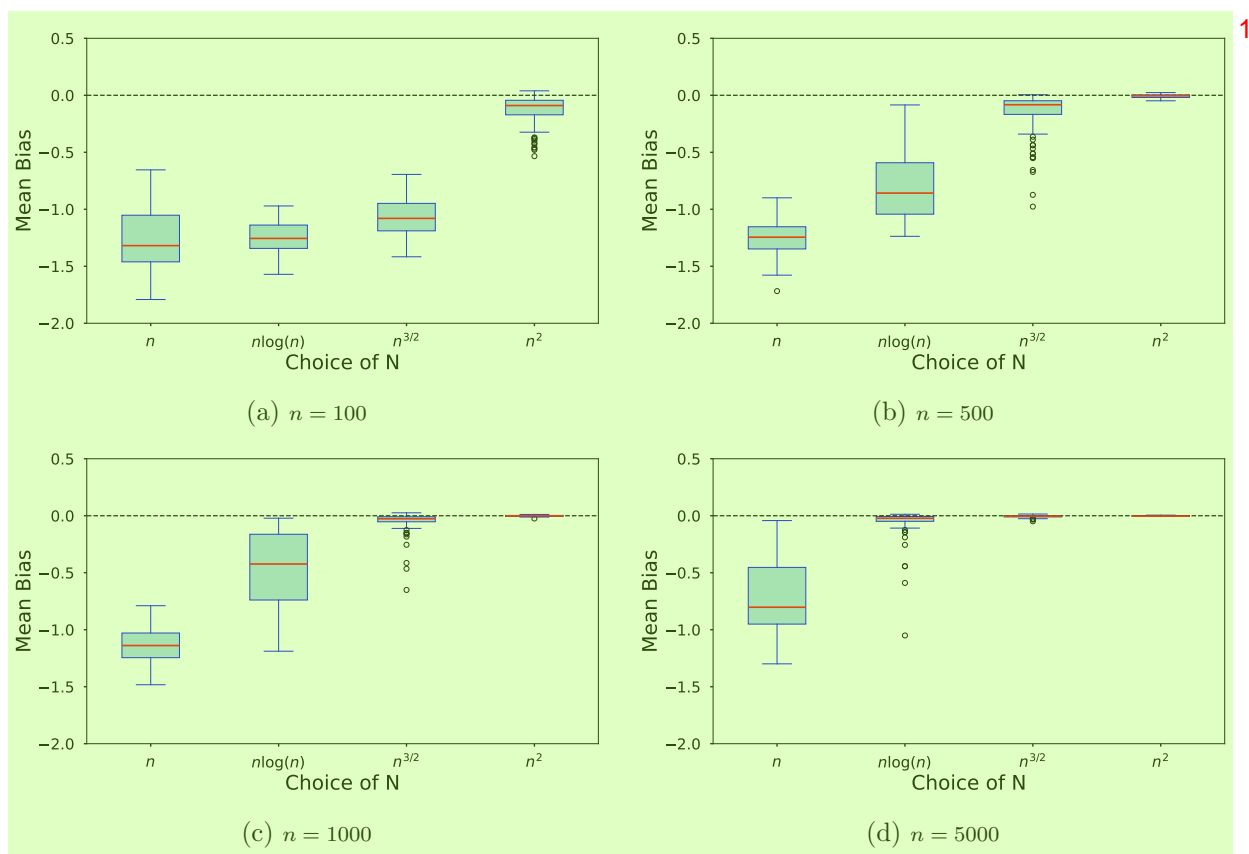 1
0.5
0.0
−0.5
−1.0
−1.5
−2.0
Mean Bias
n
nlog(n)
n^{3/2}
n^2
Choice of N
(a) n = 100
0.5
0.0
−0.5
−1.0
−1.5
−2.0
Mean Bias
n
nlog(n)
n^{3/2}
n^2
Choice of N
(b) n = 500
0.5
0.0
−0.5
−1.0
−1.5
−2.0
Mean Bias
n
nlog(n)
n^{3/2}
n^2
Choice of N
(c) n = 1000
0.5
0.0
−0.5
−1.0
−1.5
−2.0
Mean Bias
n
nlog(n)
n^{3/2}
n^2
Choice of N
(d) n = 5000